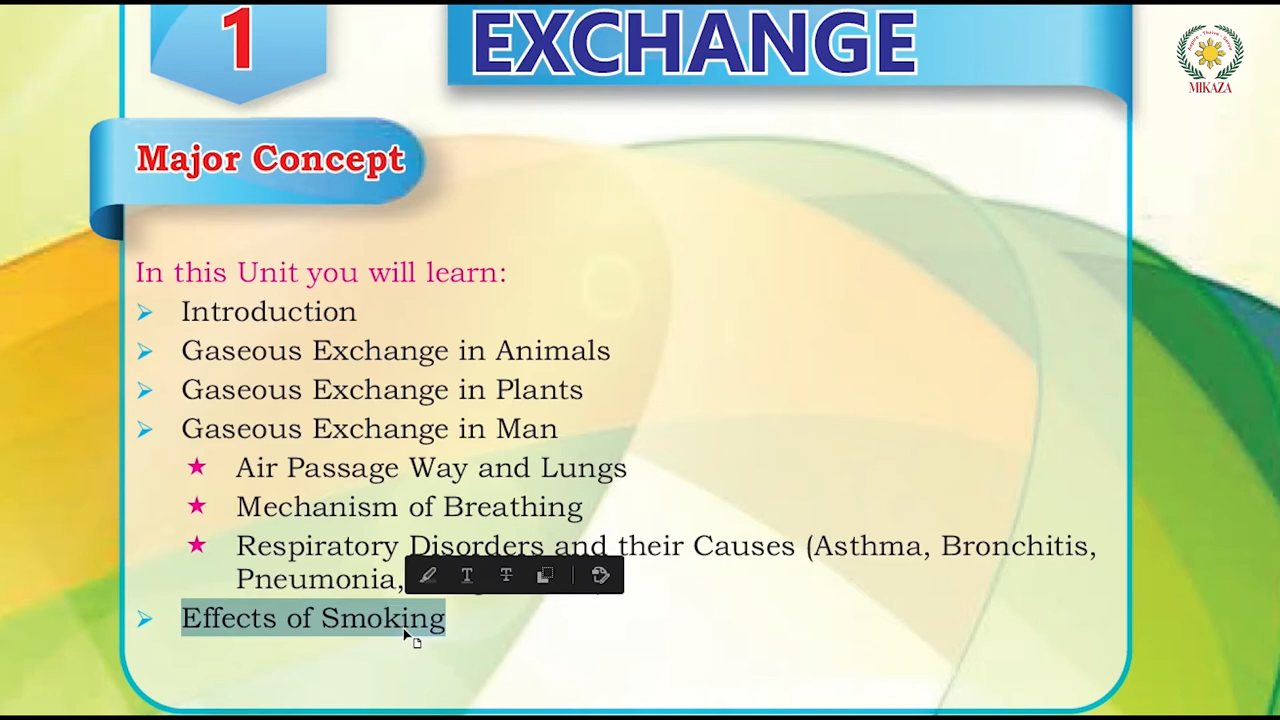 1
EXCHANGE
MIKAZA
Major Concept
In this Unit you will learn:
Introduction
Gaseous Exchange in Animals
Gaseous Exchange in Plants
Gaseous Exchange in Man
Air Passage Way and Lungs
Mechanism of Breathing
Respiratory Disorders and their Causes (Asthma, Bronchitis,
Pneumonia,
Effects of Smoking